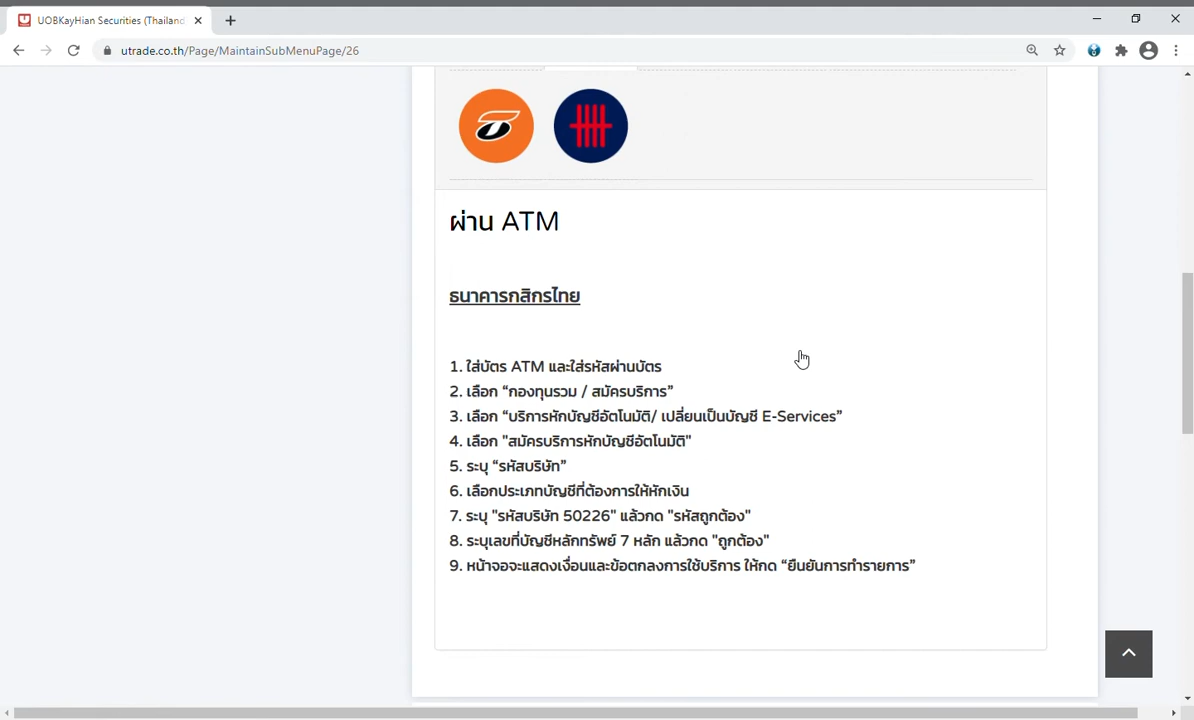 UOBKayHian Securities (Thailand
utrade.co.th/Page/MaintainSubMenuPage/26
ผ่าน ATM
ธนาคารกสิกรไทย
1. ใส่บัตร ATM และใส่รหัสผ่านบัตร
2. เลือก “กองทุนรวม / สมัครบริการ”
3. เลือก “บริการหักบัญชีอัตโนมัติ/ เปลี่ยนเป็นบัญชี E-Services”
4. เลือก "สมัครบริการหักบัญชีอัตโนมัติ"
5. ระบุ “รหัสบริษัท”
6. เลือกประเภทบัญชีที่ต้องการให้หักเงิน
7. ระบุ "รหัสบริษัท 50226" แล้วกด "รหัสถูกต้อง"
8. ระบุเลขที่บัญชีหลักทรัพย์ 7 หลัก แล้วกด "ถูกต้อง"
9. หน้าจอจะแสดงเงื่อนและข้อตกลงการใช้บริการ ให้กด “ยืนยันการทำรายการ”